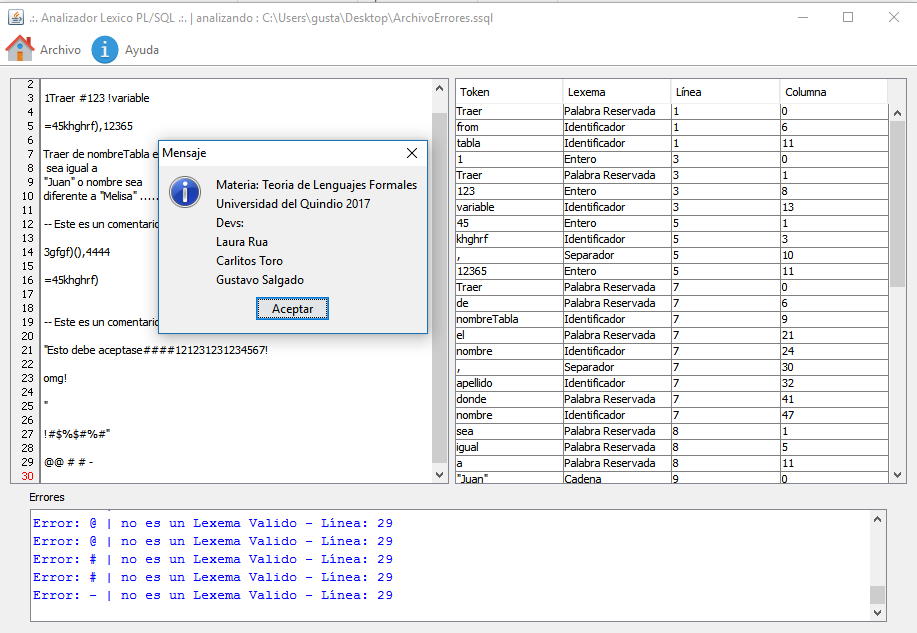 .:. Analizador Lexico PL/SQL .:. | analizando : C:\Users\gusta\Desktop\ArchivoErrores.ssql
Archivo
Ayuda
2
3 1Traer #123 !variable
4
5 =45khghrf),12365
6
7 Traer de nombreTabla e
8 sea igual a
9 "Juan" o nombre sea
10 diferente a "Melisa" .....
11
12 -- Este es un comentario
13
14 3gfgf)(),4444
15
16 =45khghrf)
17
18
19 -- Este es un comentario
20
21 "Esto debe aceptase####121231231234567!
22
23 omg!
24
25 "
26
27 !#$%$#%#"
28
29 @@ # # -
30
Mensaje
Materia: Teoria de Lenguajes Formales
Universidad del Quindio 2017
Devs:
Laura Rua
Carlitos Toro
Gustavo Salgado
Aceptar
Token Lexema Línea Columna
Traer Palabra Reservada 1 0
from Identificador 1 6
tabla Identificador 1 11
1 Entero 3 0
Traer Palabra Reservada 3 1
123 Entero 3 8
variable Identificador 3 13
45 Entero 5 1
khghrf Identificador 5 3
, Separador 5 10
12365 Entero 5 11
Traer Palabra Reservada 7 0
de Palabra Reservada 7 6
nombreTabla Identificador 7 9
el Palabra Reservada 7 21
nombre Identificador 7 24
, Separador 7 30
apellido Identificador 7 32
donde Palabra Reservada 7 41
nombre Identificador 7 47
sea Palabra Reservada 8 1
igual Palabra Reservada 8 5
a Palabra Reservada 8 11
"Juan" Cadena 9 0
Errores
Error: @ | no es un Lexema Valido - Línea: 29
Error: @ | no es un Lexema Valido - Línea: 29
Error: # | no es un Lexema Valido - Línea: 29
Error: # | no es un Lexema Valido - Línea: 29
Error: - | no es un Lexema Valido - Línea: 29